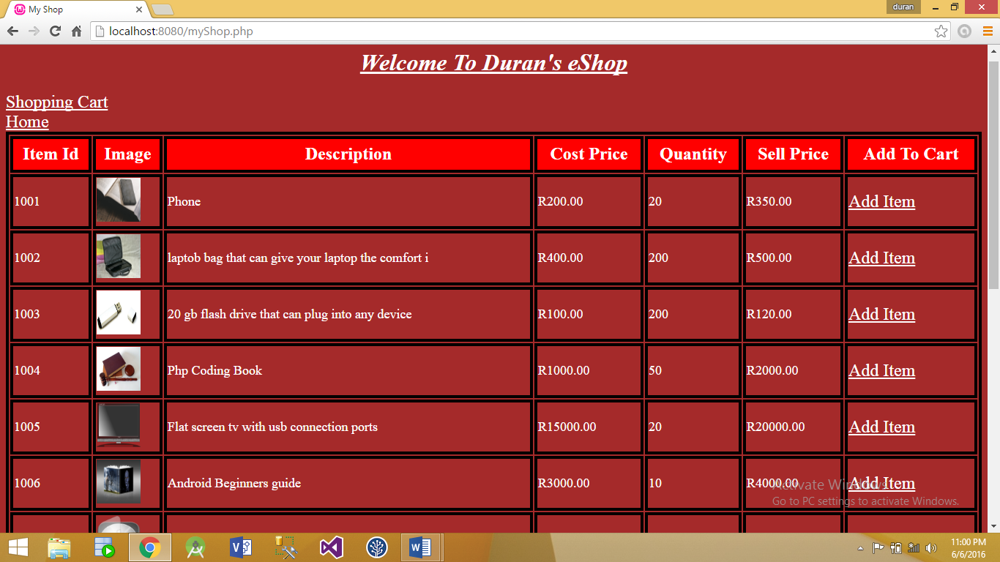 My Shop
duran
localhost:8080/myShop.php
Welcome To Duran's eShop
Shopping Cart
Home
Item Id Image Description Cost Price Quantity Sell Price Add To Cart
1001 Phone R200.00 20 R350.00 Add Item
1002 laptob bag that can give your laptop the comfort i R400.00 200 R500.00 Add Item
1003 20 gb flash drive that can plug into any device R100.00 200 R120.00 Add Item
1004 Php Coding Book R1000.00 50 R2000.00 Add Item
1005 Flat screen tv with usb connection ports R15000.00 20 R20000.00 Add Item
1006 Android Beginners guide R3000.00 10 R4000.00 Add Item
Activate Windows
Go to PC settings to activate Windows.
11:00 PM
6/6/2016